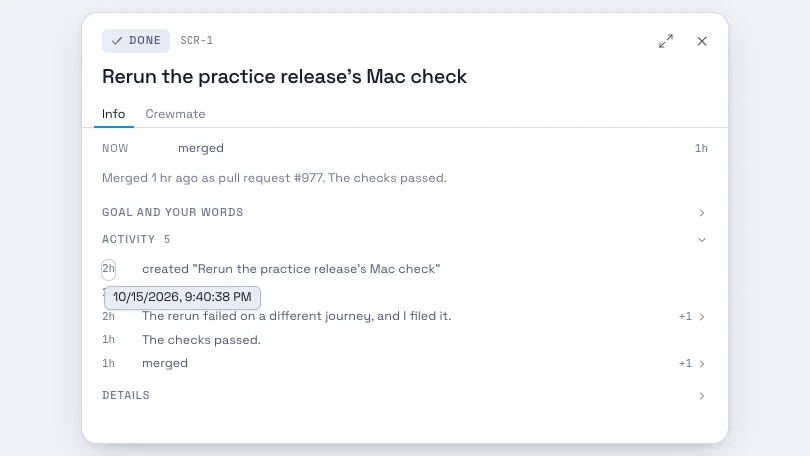 DONE SCR-1
Rerun the practice release's Mac check
Info Crewmate
NOW merged 1h
Merged 1 hr ago as pull request #977. The checks passed.
GOAL AND YOUR WORDS
ACTIVITY 5
2h created "Rerun the practice release's Mac check"
10/15/2026, 9:40:38 PM
2h The rerun failed on a different journey, and I filed it. +1
1h The checks passed.
1h merged +1
DETAILS